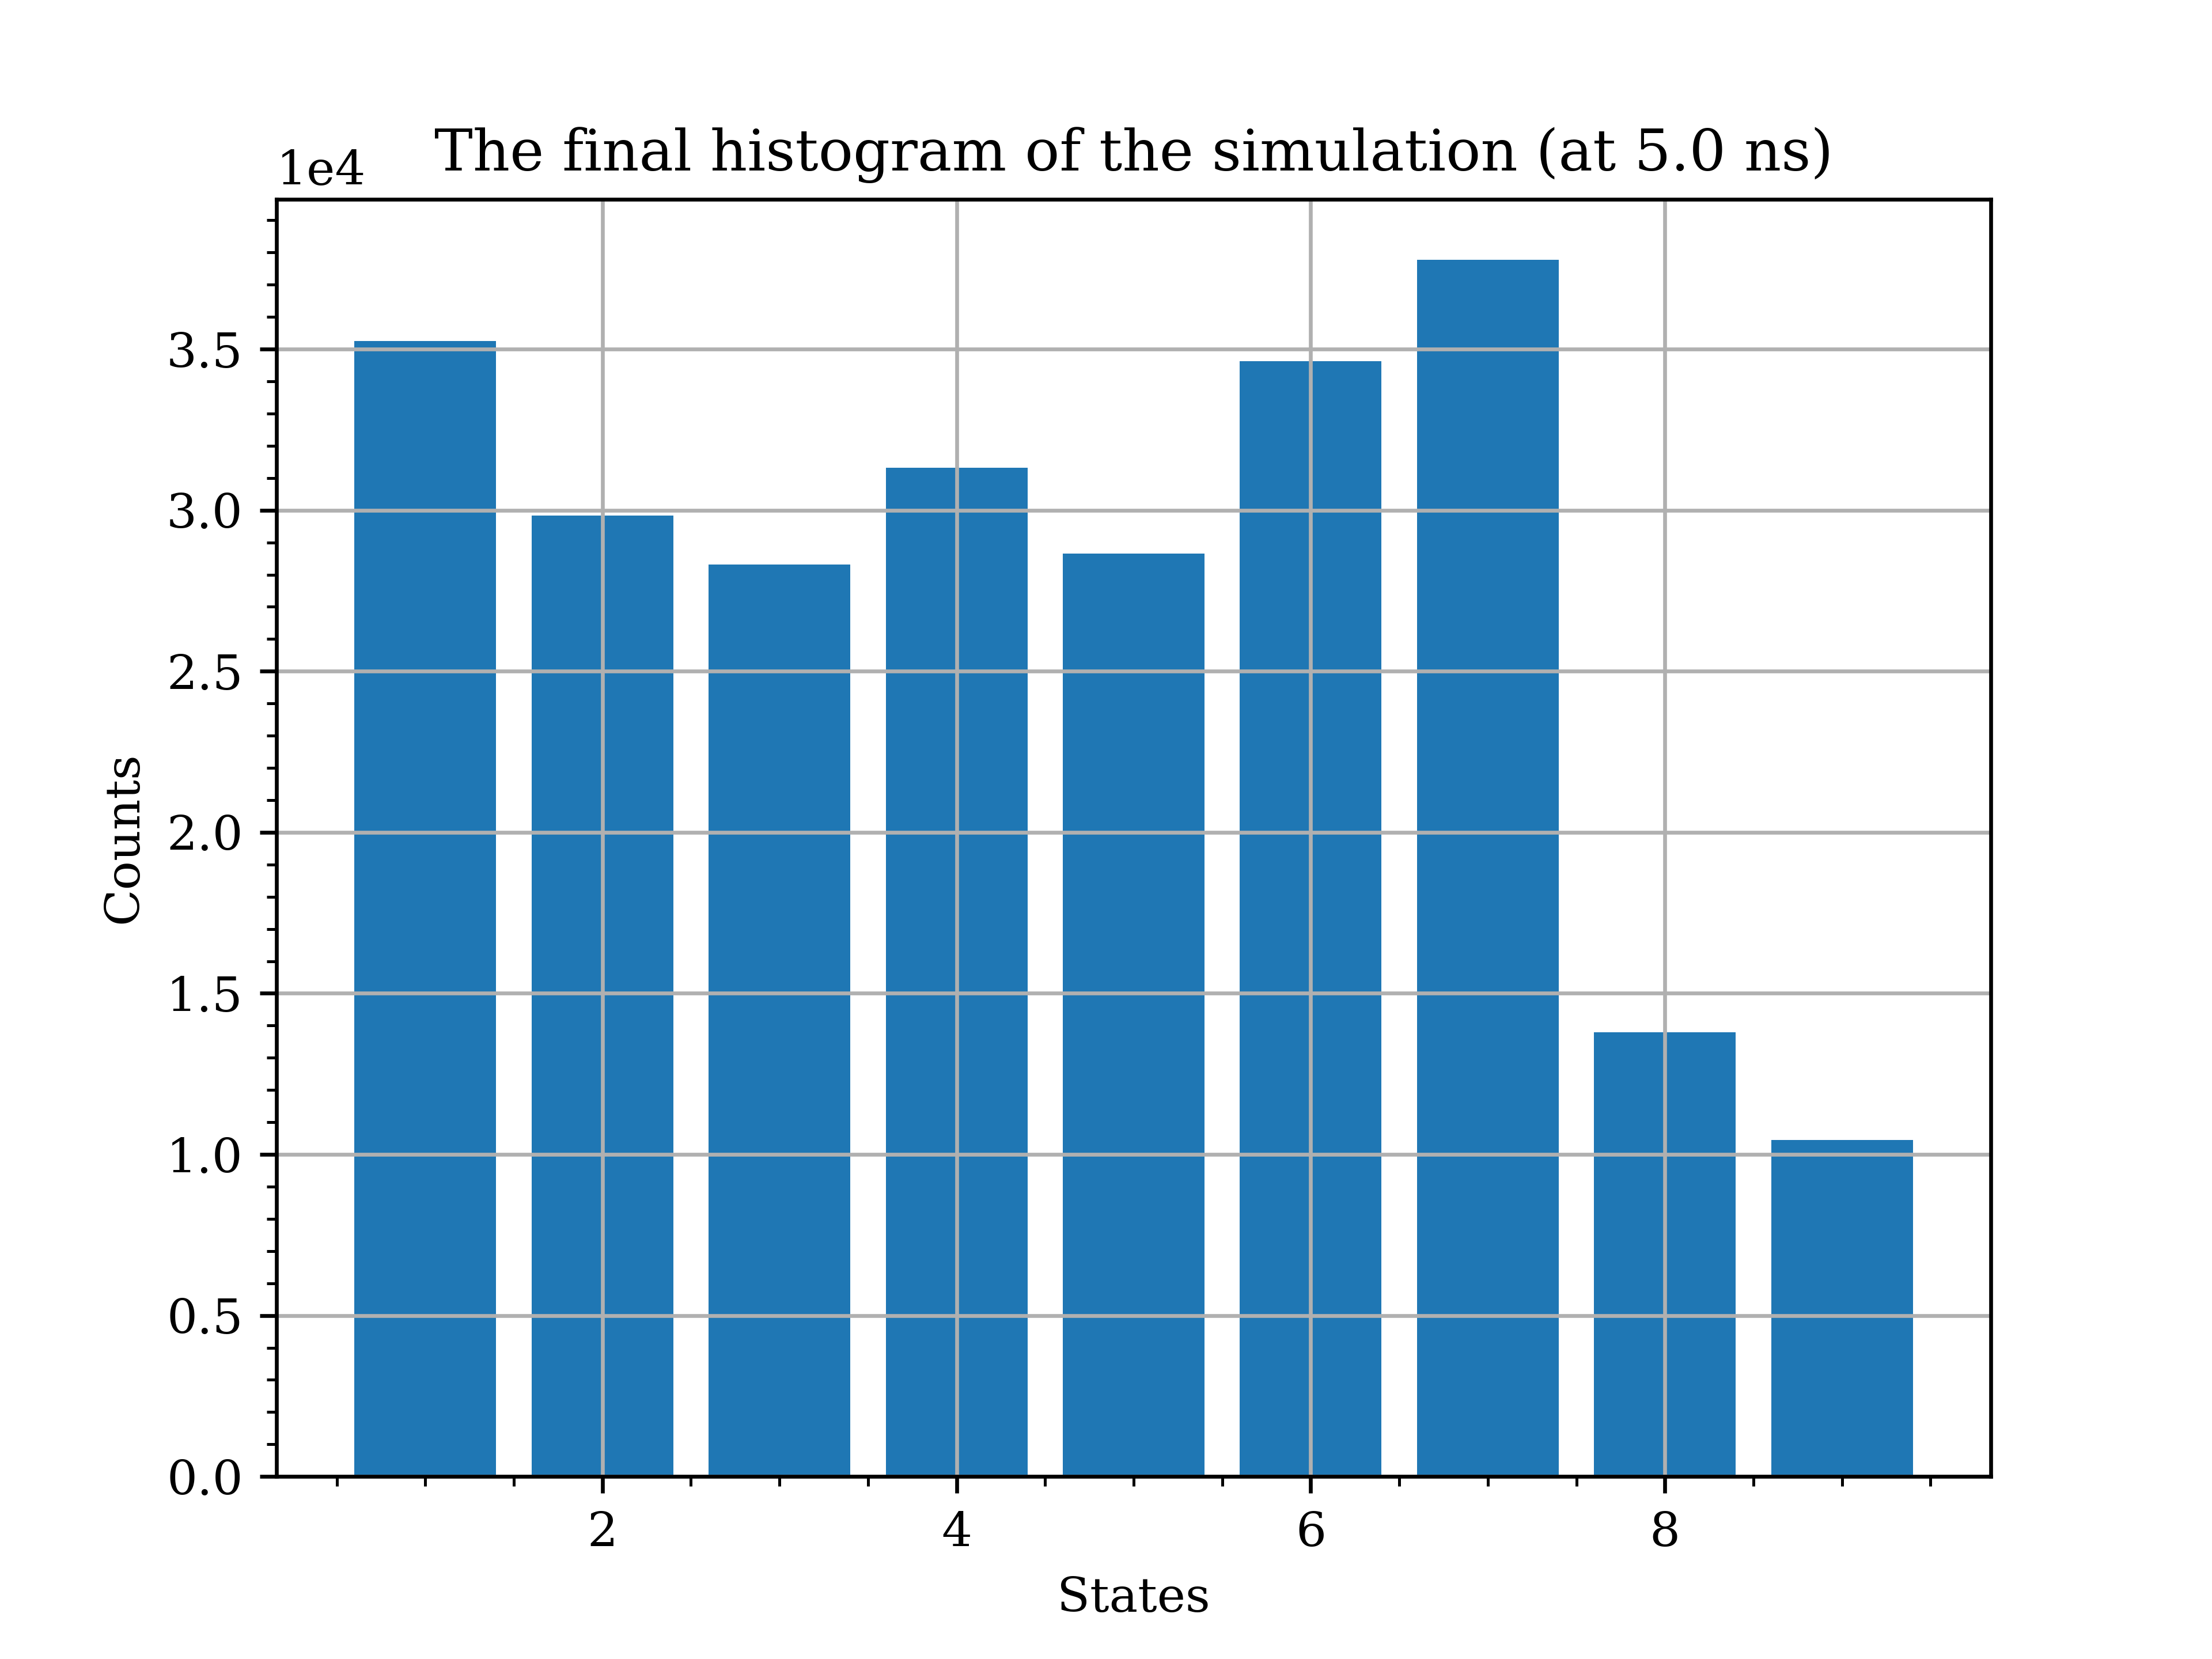 The final histogram of the simulation (at 5.0 ns)
1e4
3.5
3.0
2.5
2.0
1.5
1.0
0.5
0.0
Counts
2 4 6 8
States